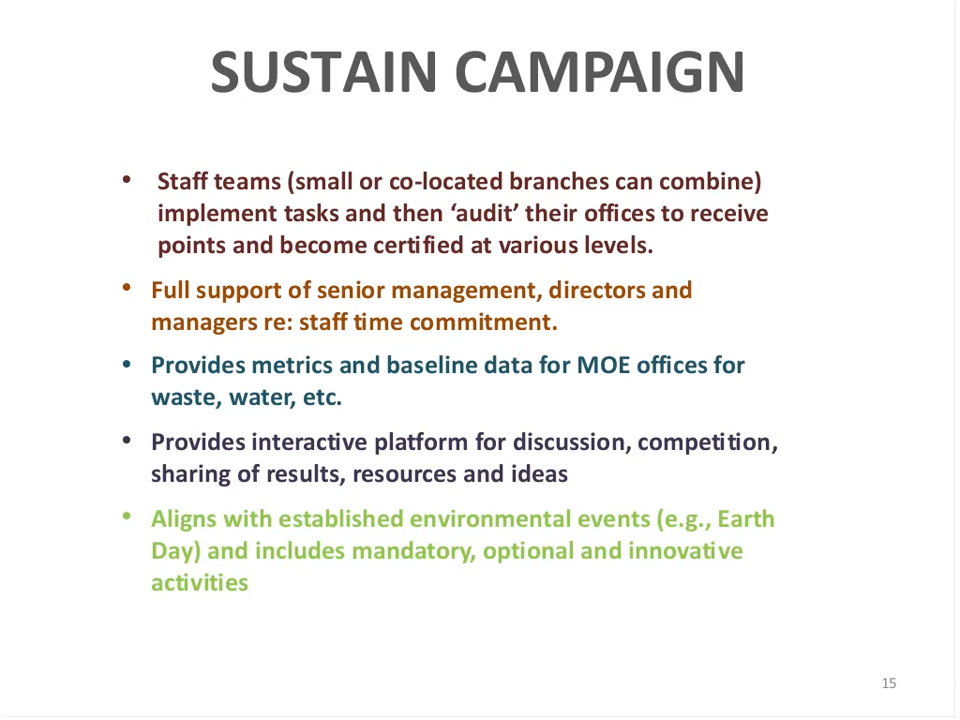 SUSTAIN CAMPAIGN
• Staff teams (small or co-located branches can combine)
implement tasks and then ‘audit’ their offices to receive
points and become certified at various levels.
• Full support of senior management, directors and
managers re: staff time commitment.
• Provides metrics and baseline data for MOE offices for
waste, water, etc.
• Provides interactive platform for discussion, competition,
sharing of results, resources and ideas
• Aligns with established environmental events (e.g., Earth
Day) and includes mandatory, optional and innovative
activities
15